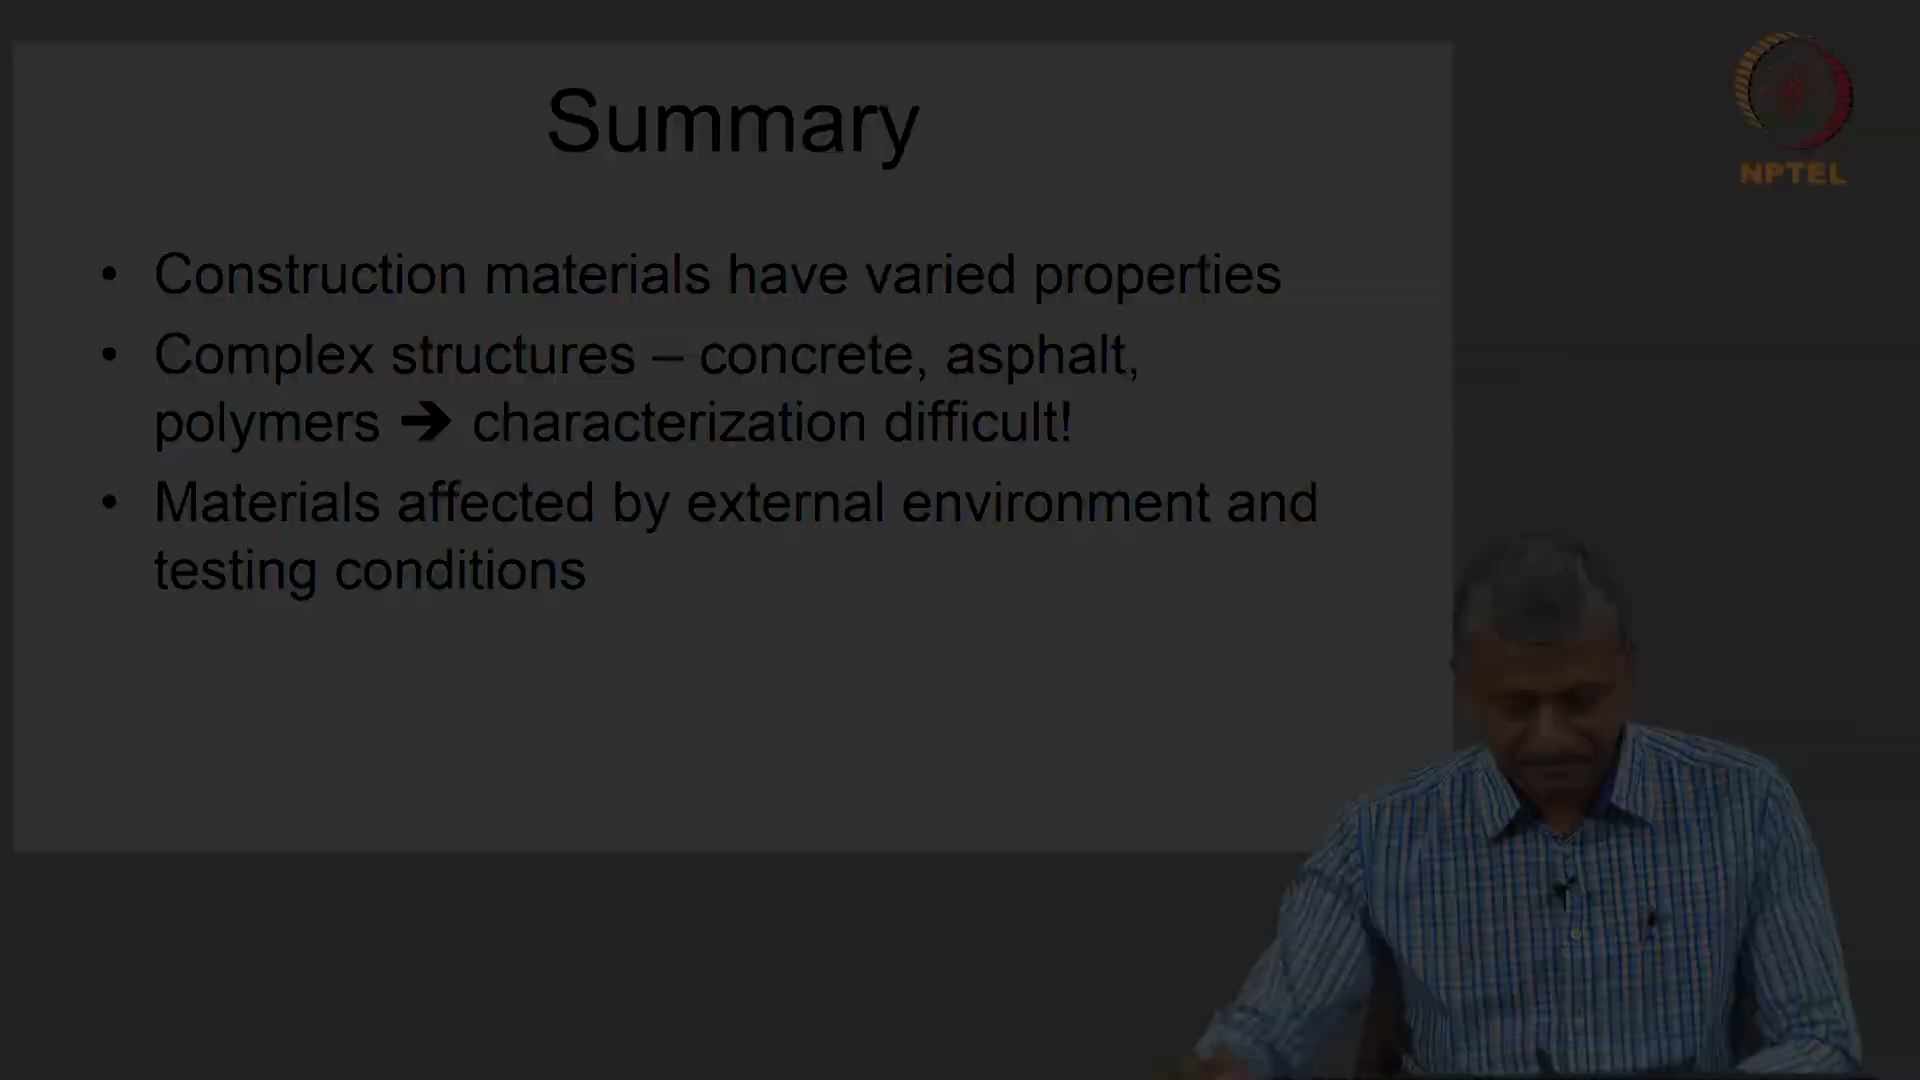 Summary
• Construction materials have varied properties
• Complex structures – concrete, asphalt,
polymers ➔ characterization difficult!
• Materials affected by external environment and
testing conditions
NPTEL